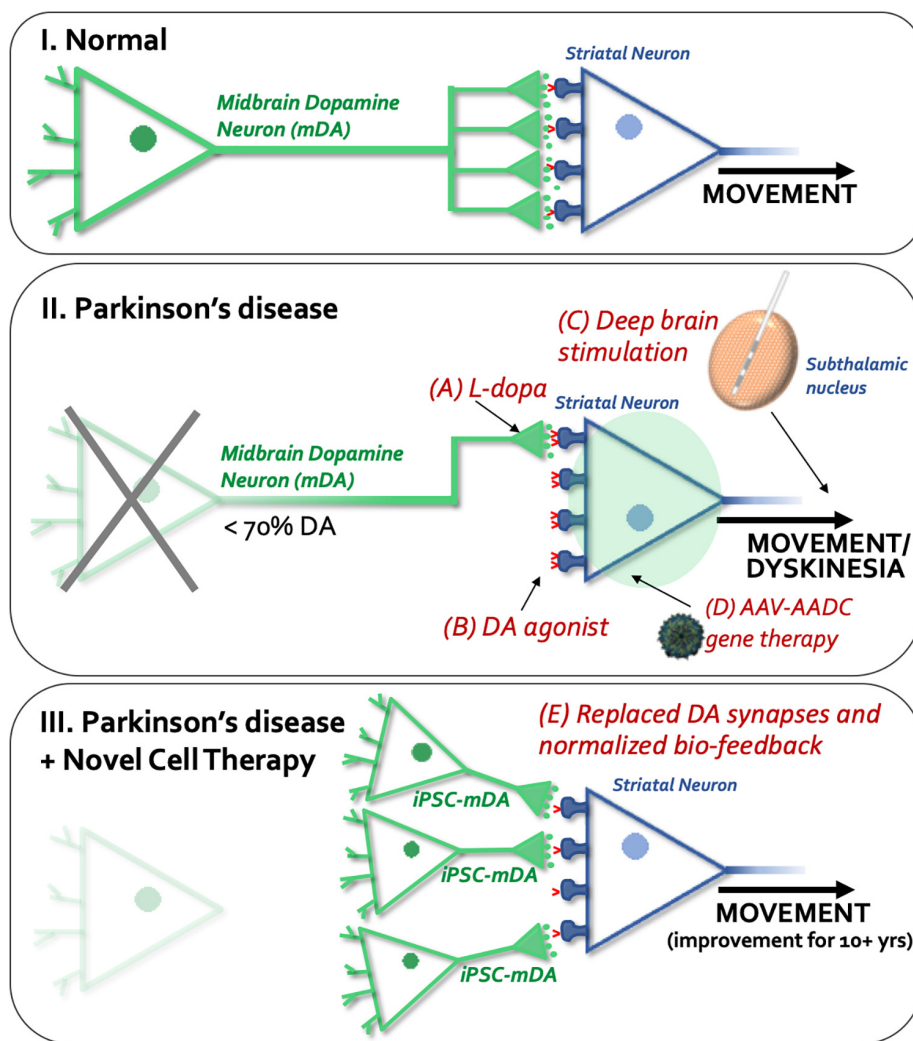 I. Normal
Striatal Neuron
Midbrain Dopamine
Neuron (mDA)
MOVEMENT
II. Parkinson's disease
(C) Deep brain
stimulation
Subthalamic
nucleus
(A) L-dopa
Striatal Neuron
Midbrain Dopamine
Neuron (mDA)
< 70% DA
MOVEMENT/
DYSKINESIA
(B) DA agonist
(D) AAV-AADC
gene therapy
III. Parkinson's disease
+ Novel Cell Therapy
(E) Replaced DA synapses and
normalized bio-feedback
Striatal Neuron
iPSC-mDA
iPSC-mDA
iPSC-mDA
MOVEMENT
(improvement for 10+ yrs)